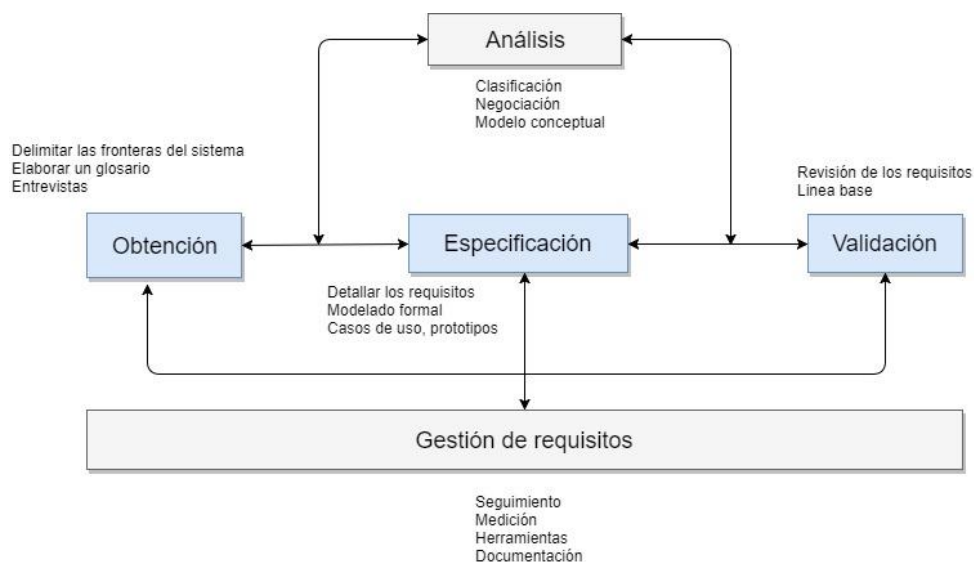 Análisis
Clasificación
Negociación
Modelo conceptual
Delimitar las fronteras del sistema
Elaborar un glosario
Entrevistas
Revisión de los requisitos
Linea base
Obtención
Especificación
Validación
Detallar los requisitos
Modelado formal
Casos de uso, prototipos
Gestión de requisitos
Seguimiento
Medición
Herramientas
Documentación